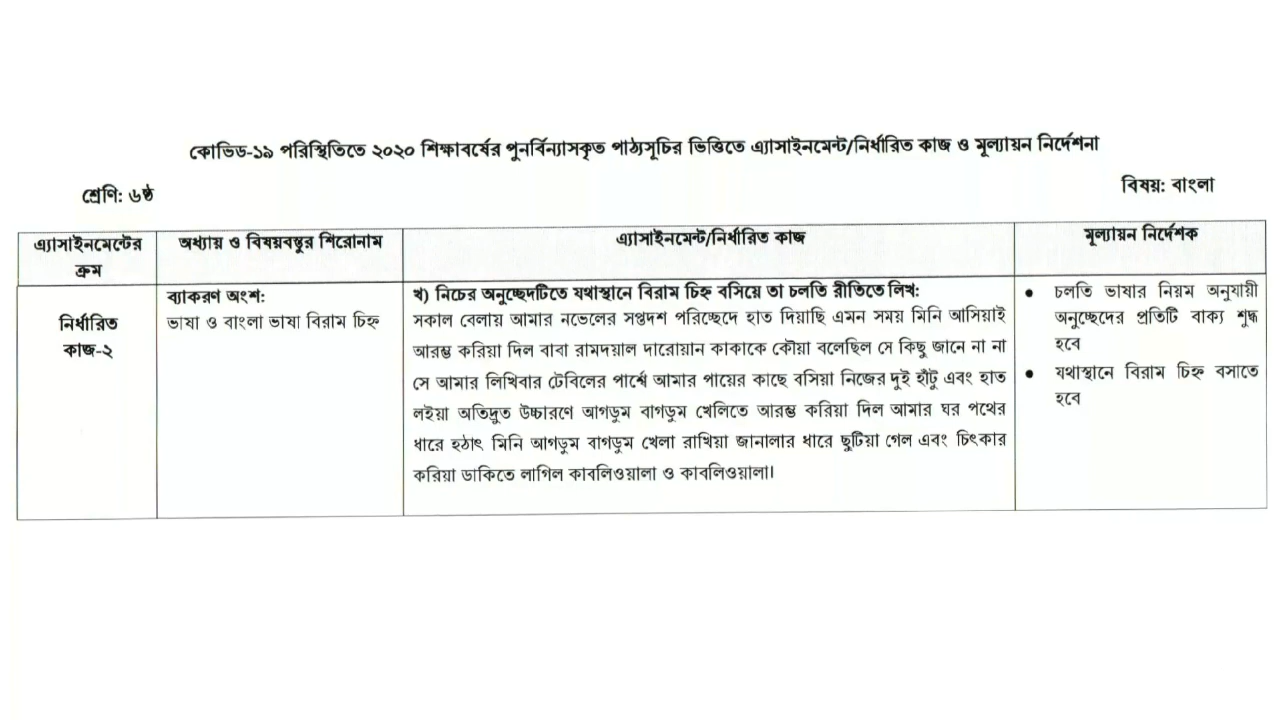 কোভিড-১৯ পরিস্থিতিতে ২০২০ শিক্ষাবর্ষের পুনর্বিন্যাসকৃত পাঠ্যসূচির ভিত্তিতে এ্যাসাইনমেন্ট/নির্ধারিত কাজ ও মূল্যায়ন নির্দেশনা
শ্রেণি: ৬ষ্ঠ
বিষয়: বাংলা
এ্যাসাইনমেন্টের
ক্রম
অধ্যায় ও বিষয়বস্তুর শিরোনাম
এ্যাসাইনমেন্ট/নির্ধারিত কাজ
মূল্যায়ন নির্দেশক
নির্ধারিত
কাজ-২
ব্যাকরণ অংশ:
ভাষা ও বাংলা ভাষা বিরাম চিহ্ন
খ) নিচের অনুচ্ছেদটিতে যথাস্থানে বিরাম চিহ্ন বসিয়ে তা চলতি রীতিতে লিখ:
সকাল বেলায় আমার নভেলের সপ্তদশ পরিচ্ছেদে হাত দিয়াছি এমন সময় মিনি আসিয়াই
আরম্ভ করিয়া দিল বাবা রামদয়াল দারোয়ান কাকাকে কৌয়া বলেছিল সে কিছু জানে না না
সে আমার লিখিবার টেবিলের পার্শ্বে আমার পায়ের কাছে বসিয়া নিজের দুই হাঁটু এবং হাত
লইয়া অতিদ্রুত উচ্চারণে আগডুম বাগডুম খেলিতে আরম্ভ করিয়া দিল আমার ঘর পথের
ধারে হঠাৎ মিনি আগডুম বাগডুম খেলা রাখিয়া জানালার ধারে ছুটিয়া গেল এবং চিৎকার
করিয়া ডাকিতে লাগিল কাবলিওয়ালা ও কাবলিওয়ালা।
• চলতি ভাষার নিয়ম অনুযায়ী
অনুচ্ছেদের প্রতিটি বাক্য শুদ্ধ
হবে
• যথাস্থানে বিরাম চিহ্ন বসাতে
হবে